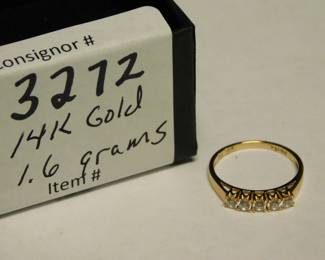 Consignor #
3272
14K Gold
1.6 grams
Item #